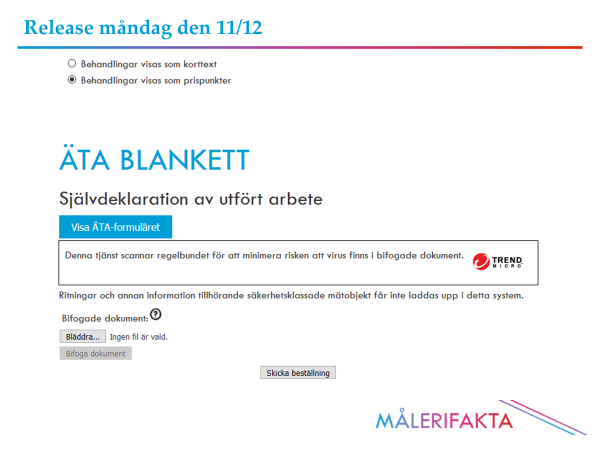 Release måndag den 11/12
Behandlingar visas som korttext
Behandlingar visas som prispunkter
ÄTA BLANKETT
Självdeklaration av utfört arbete
Visa ÄTA-formuläret
Denna tjänst scannar regelbundet för att minimera risken att virus finns i bifogade dokument.
TREND
MICRO
Ritningar och annan information tillhörande säkerhetsklassade mätobjekt får inte laddas upp i detta system.
Bifogade dokument: ?
Bläddra... Ingen fil är vald.
Bifoga dokument
Skicka beställning
MÅLERIFAKTA